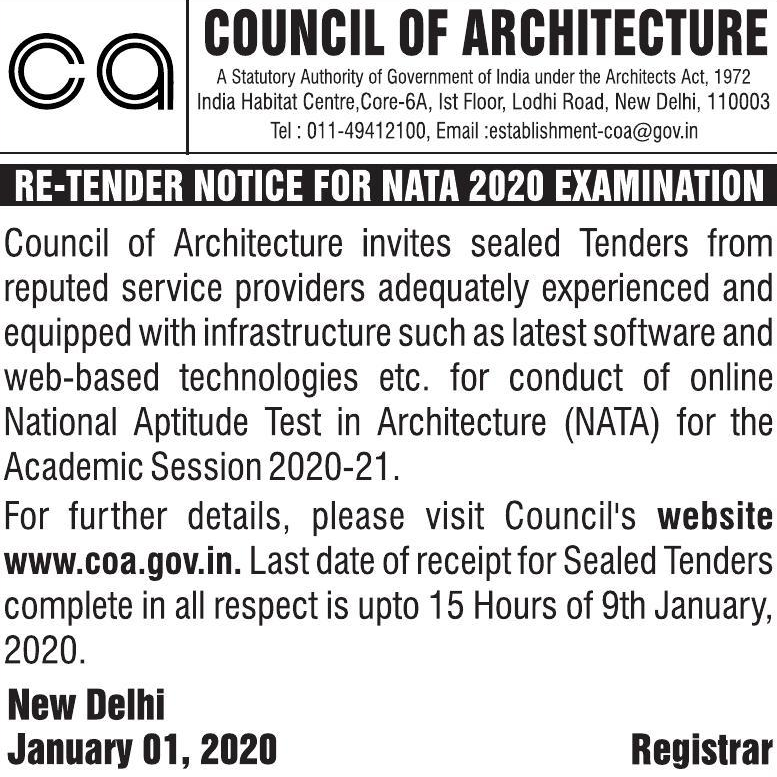 ca
COUNCIL OF ARCHITECTURE
A Statutory Authority of Government of India under the Architects Act, 1972
India Habitat Centre,Core-6A, Ist Floor, Lodhi Road, New Delhi, 110003
Tel : 011-49412100, Email :establishment-coa@gov.in
RE-TENDER NOTICE FOR NATA 2020 EXAMINATION
Council of Architecture invites sealed Tenders from
reputed service providers adequately experienced and
equipped with infrastructure such as latest software and
web-based technologies etc. for conduct of online
National Aptitude Test in Architecture (NATA) for the
Academic Session 2020-21.
For further details, please visit Council's website
www.coa.gov.in. Last date of receipt for Sealed Tenders
complete in all respect is upto 15 Hours of 9th January,
2020.
New Delhi
January 01, 2020
Registrar